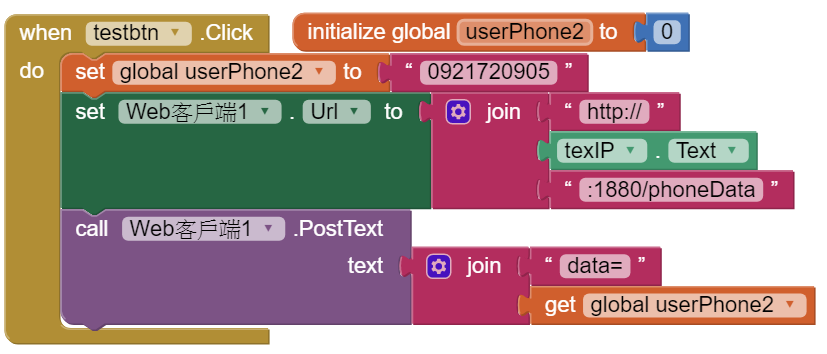 when testbtn .Click
initialize global userPhone2 to 0
do set global userPhone2 to “ 0921720905 ”
set Web客戶端1 . Url to join “ http:// ”
texIP . Text
“ :1880/phoneData ”
call Web客戶端1 .PostText
text join “ data= ”
get global userPhone2